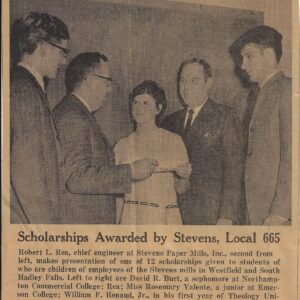 Scholarships Awarded by Stevens, Local 665
Robert L. Rea, chief engineer at Stevens Paper Mills, Inc., second from
left, makes presentation of one of 12 scholarships given to students of
who are children of employees of the Stevens mills in Westfield and South
Hadley Falls. Left to right are David R. Burt, a sophomore at Northamp-
ton Commercial College; Rea; Miss Rosemary Valente, a junior at Emer-
son College; William F. Renaud, Jr., in his first year of Theology Uni-